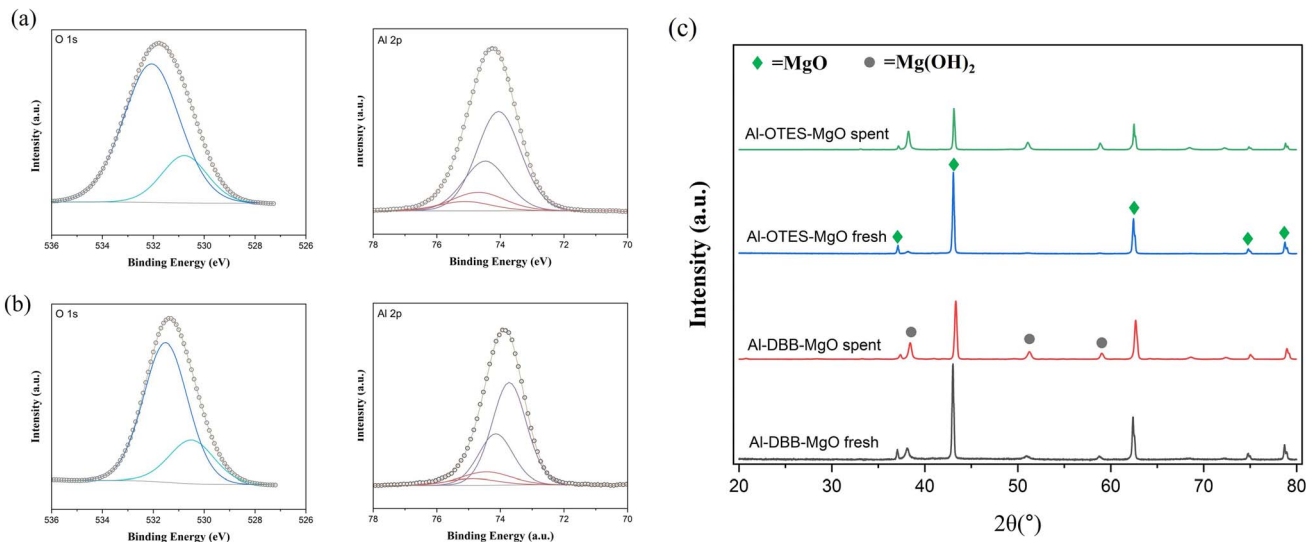 (a)
O 1s
Intensity (a.u.)
536 534 532 530 528 526
Binding Energy (eV)
Al 2p
Intensity (a.u.)
78 76 74 72 70
Binding Energy (eV)
(b)
O 1s
Intensity (a.u.)
536 534 532 530 528 526
Binding Energy (eV)
Al 2p
Intensity (a.u.)
78 76 74 72 70
Binding Energy (a.u.)
(c)
=MgO =Mg(OH)₂
Al-OTES-MgO spent
Al-OTES-MgO fresh
Al-DBB-MgO spent
Al-DBB-MgO fresh
Intensity (a.u.)
20 30 40 50 60 70 80
2θ(°)